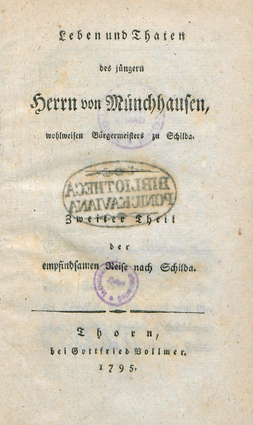 Leben und Thaten
des jüngern
Herrn von Münchhausen,
wohlweisen Bürgermeisters zu Schilda.
BIBLIOTHECA
PONICKAVIANA
Zweiter Theil
der
empfindsamen Reise nach Schilda.
Thorn,
bei Gottfried Vollmer.
1795.